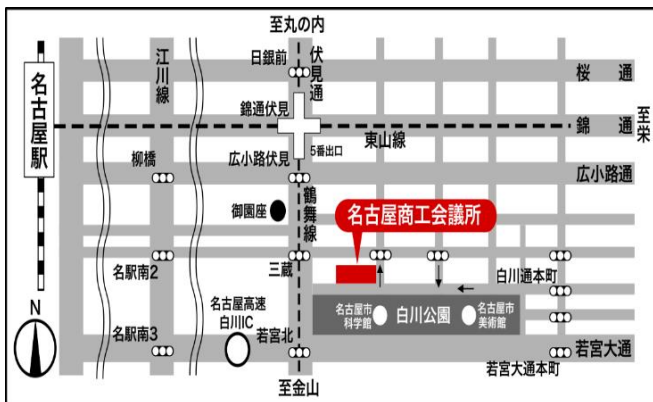 至丸の内
日銀前
伏見通
江川線
桜通
名古屋駅
錦通伏見
錦通
至栄
東山線
5番出口
柳橋
広小路伏見
広小路通
御園座
鶴舞線
名古屋商工会議所
名駅南2
三蔵
白川通本町
N
名古屋高速
白川IC
名古屋市
科学館
白川公園
名古屋市
美術館
名駅南3
若宮北
若宮大通
若宮大通本町
至金山